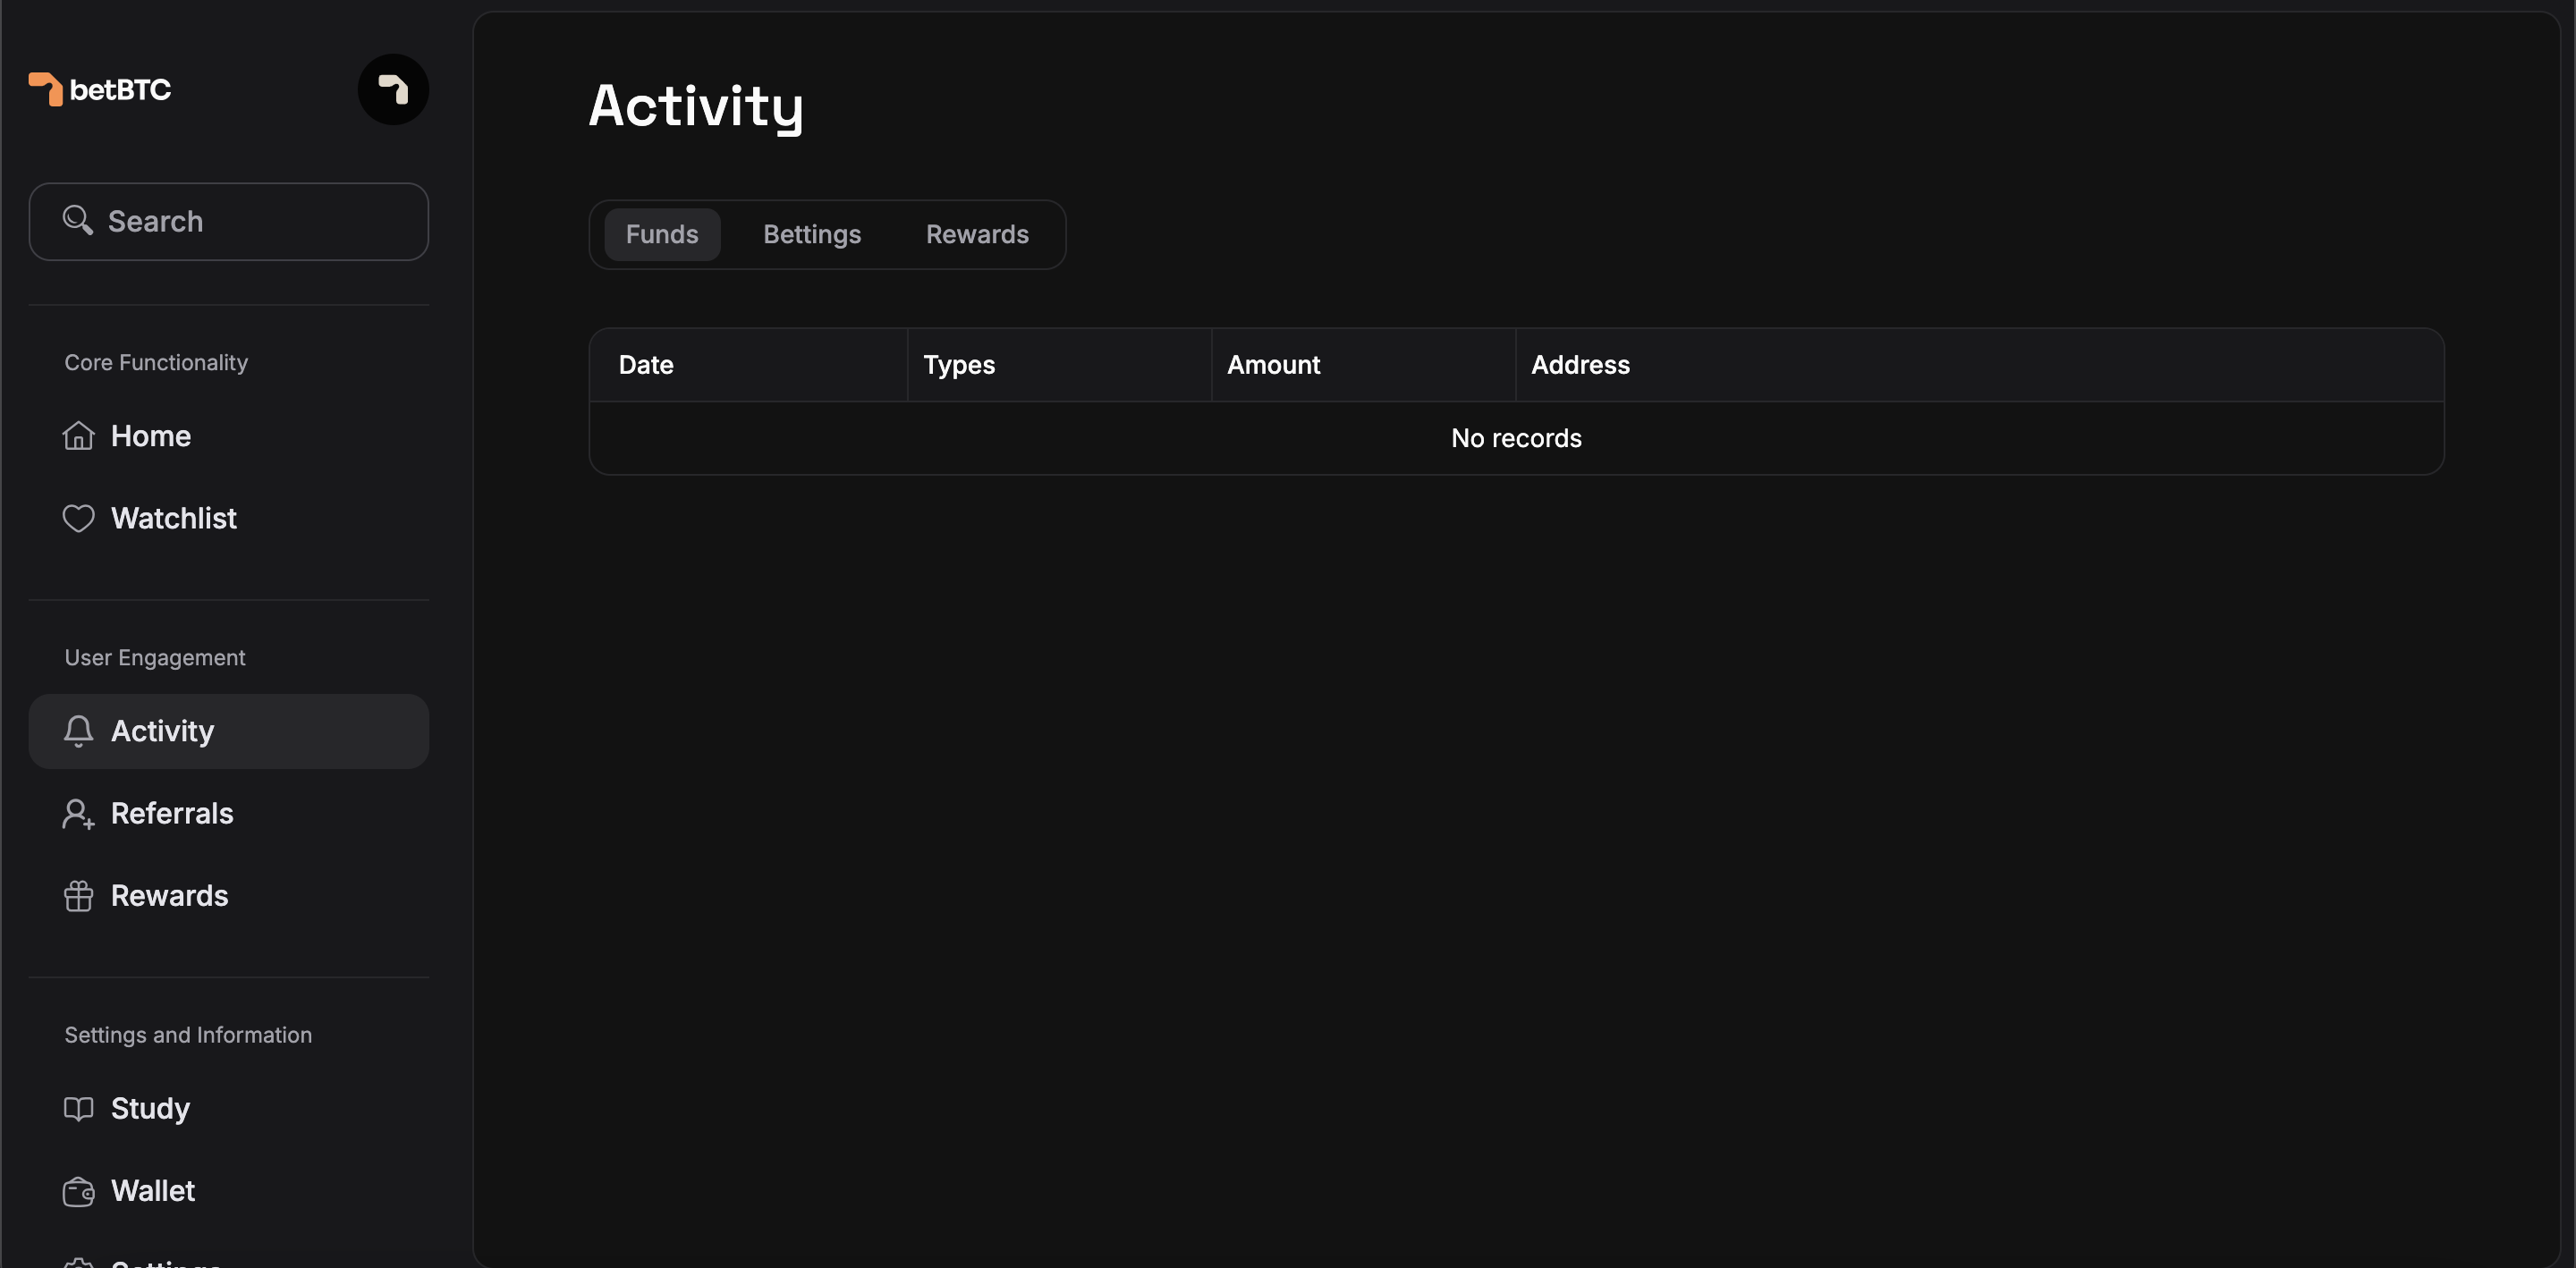 betBTC
Search
Core Functionality
Home
Watchlist
User Engagement
Activity
Referrals
Rewards
Settings and Information
Study
Wallet
Settings
Activity
Funds Bettings Rewards
Date Types Amount Address
No records